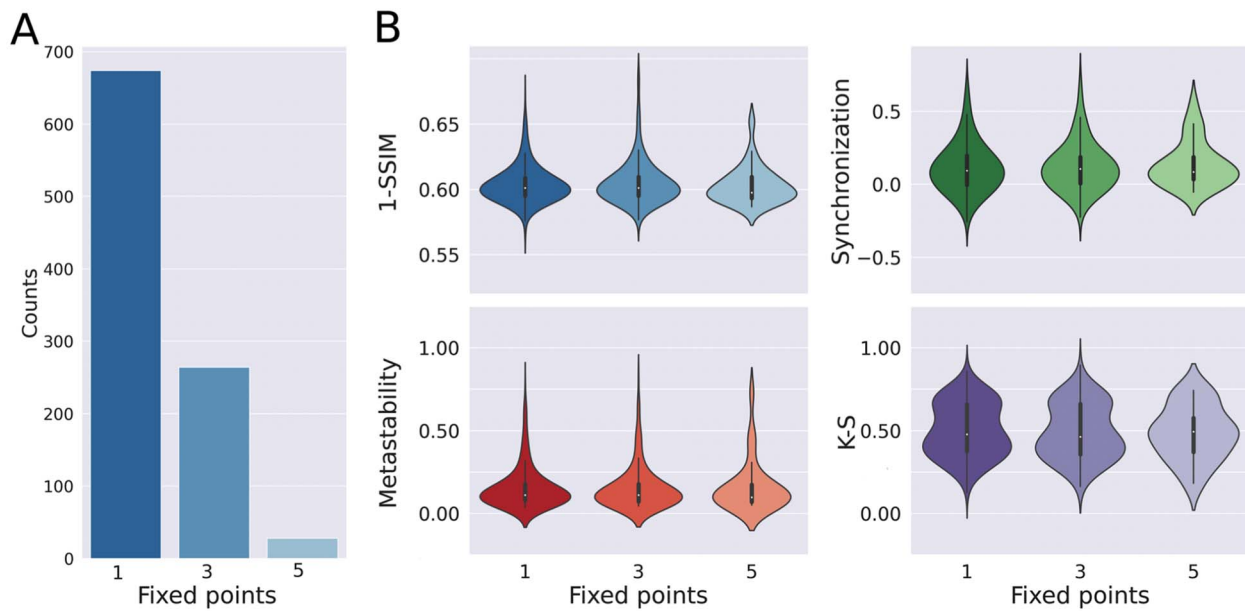 A
B
Counts
700
600
500
400
300
200
100
0
1
3
5
Fixed points
1-SSIM
0.65
0.60
0.55
Synchronization
0.5
0.0
−0.5
Metastability
1.00
0.50
0.00
1
3
5
Fixed points
K-S
1.00
0.50
0.00
1
3
5
Fixed points